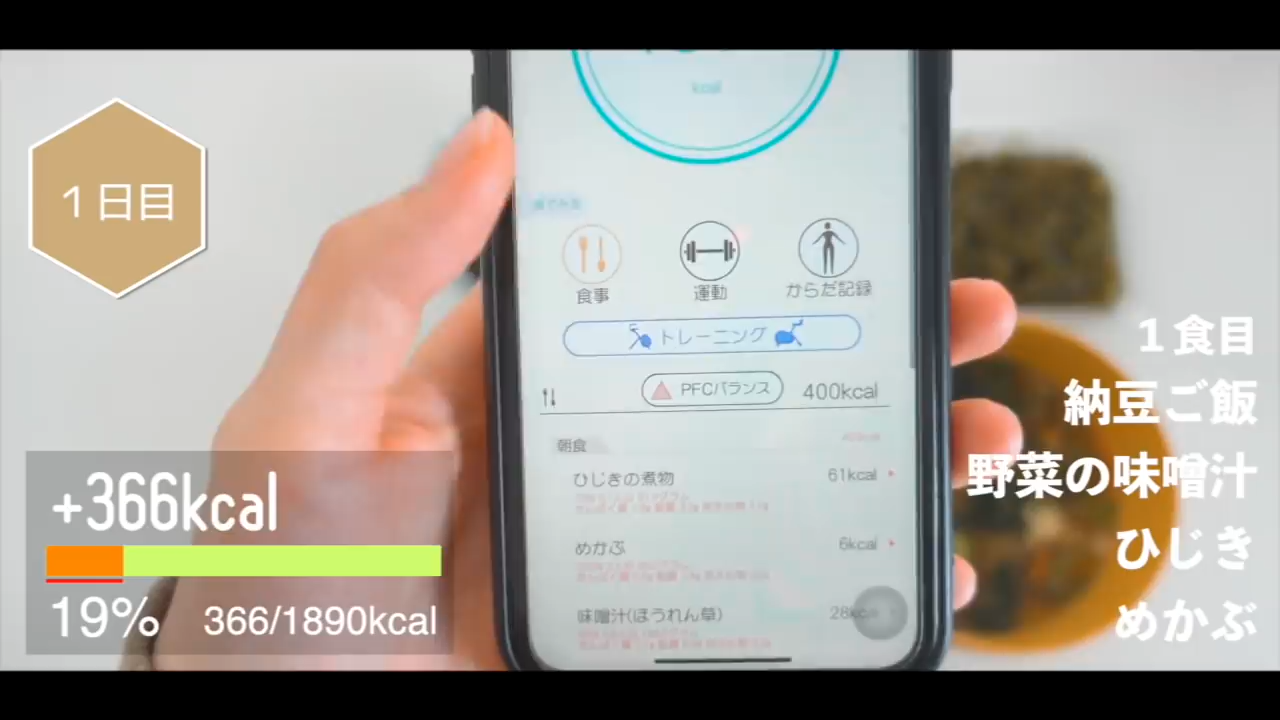 1日目
kcal
食事
運動
からだ記録
トレーニング
PFCバランス
400kcal
朝食
ひじきの煮物
61kcal
めかぶ
6kcal
味噌汁(ほうれん草)
+366kcal
19%
366/1890kcal
1食目
納豆ご飯
野菜の味噌汁
ひじき
めかぶ